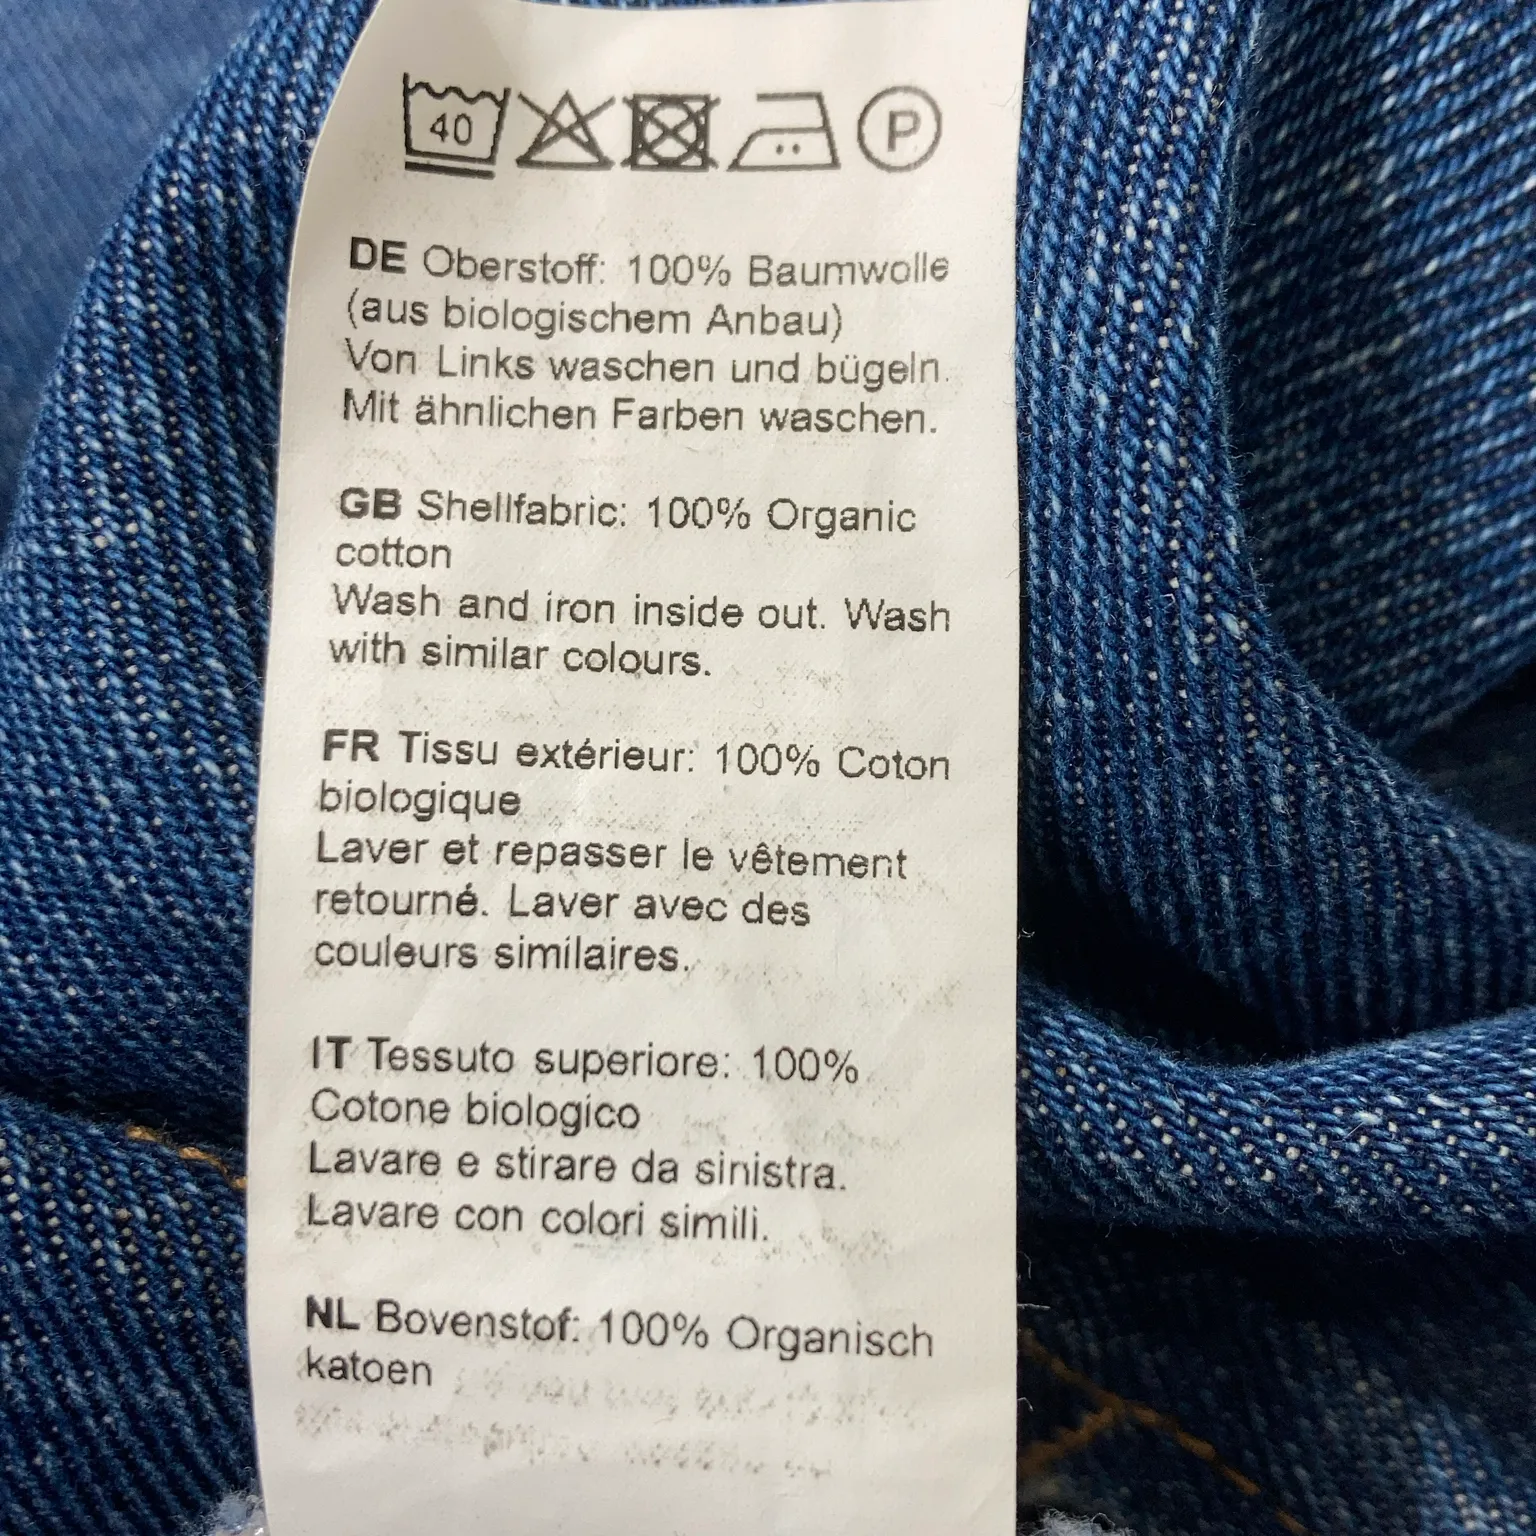 40 P
DE Oberstoff: 100% Baumwolle
(aus biologischem Anbau)
Von Links waschen und bügeln.
Mit ähnlichen Farben waschen.
GB Shellfabric: 100% Organic
cotton
Wash and iron inside out. Wash
with similar colours.
FR Tissu extérieur: 100% Coton
biologique
Laver et repasser le vêtement
retourné. Laver avec des
couleurs similaires.
IT Tessuto superiore: 100%
Cotone biologico
Lavare e stirare da sinistra.
Lavare con colori simili.
NL Bovenstof: 100% Organisch
katoen